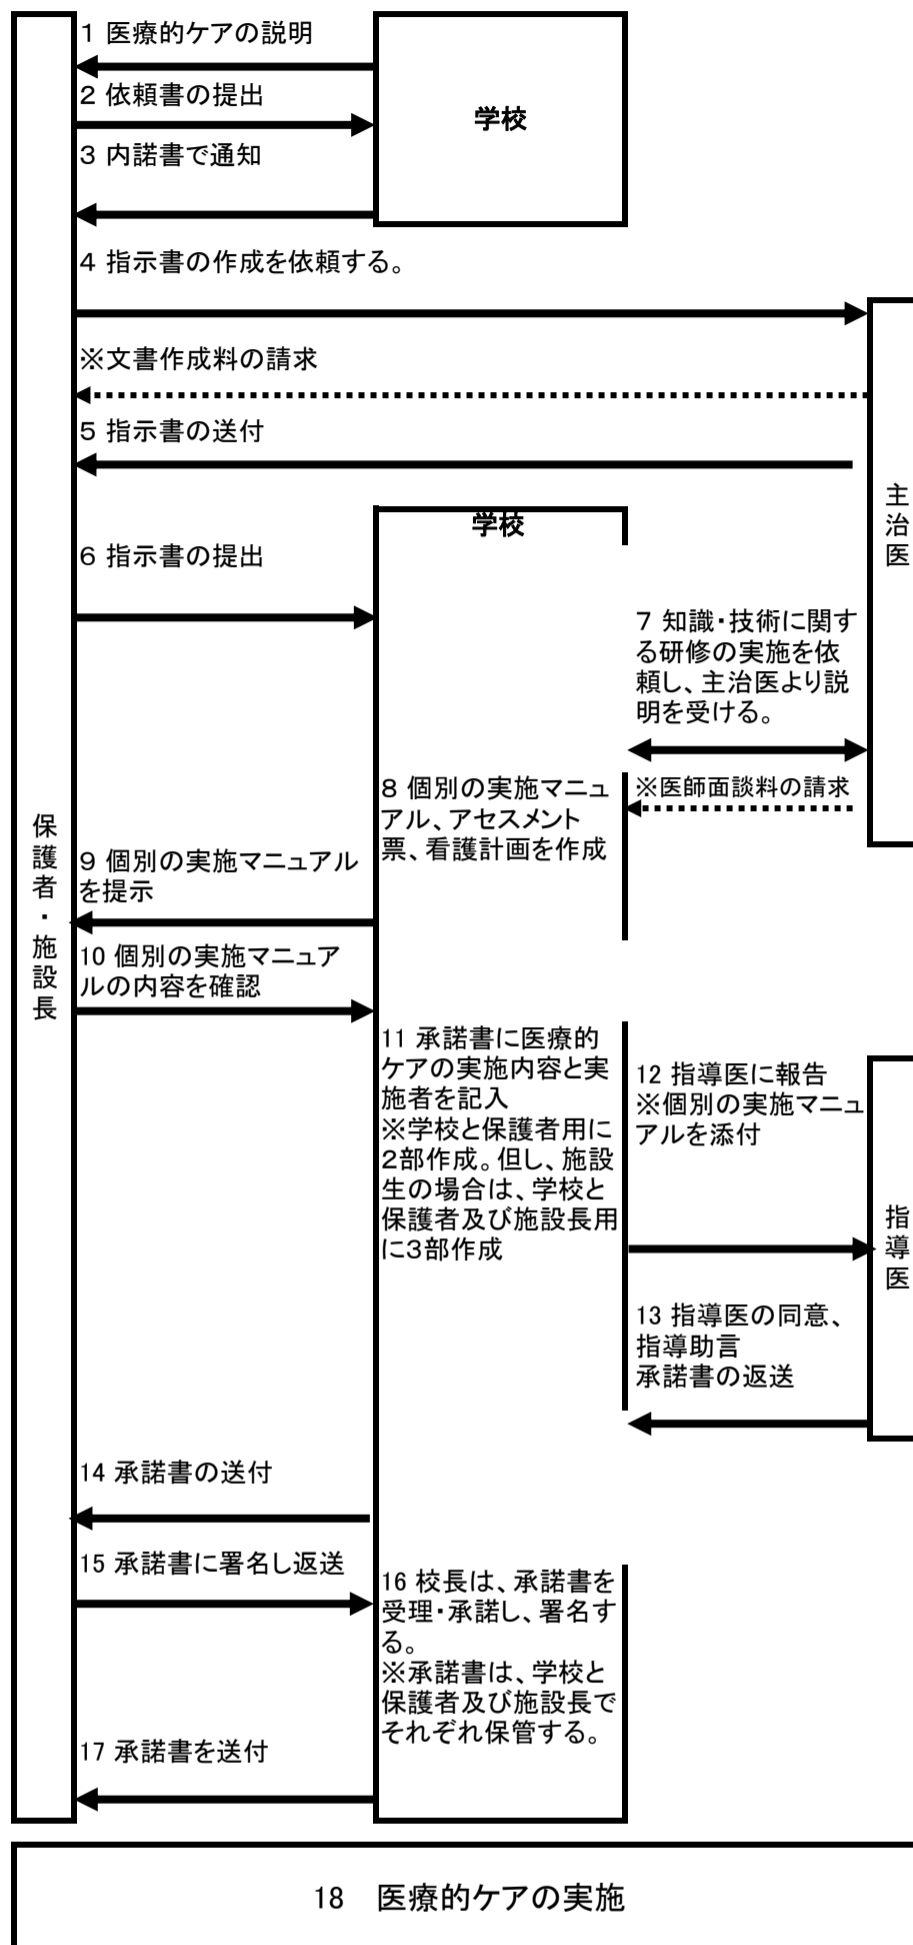 1 医療的ケアの説明
学校
2 依頼書の提出
3 内諾書で通知
4 指示書の作成を依頼する。
※文書作成料の請求
5 指示書の送付
主治医
学校
6 指示書の提出
7 知識・技術に関す
る研修の実施を依
頼し、主治医より説
明を受ける。
※医師面談料の請求
8 個別の実施マニュ
アル、アセスメント
票、看護計画を作成
保護者・施設長
9 個別の実施マニュアル
を提示
10 個別の実施マニュア
ルの内容を確認
11 承諾書に医療的
ケアの実施内容と実
施者を記入
※学校と保護者用に
2部作成。但し、施設
生の場合は、学校と
保護者及び施設長用
に3部作成
12 指導医に報告
※個別の実施マニュ
アルを添付
指導医
13 指導医の同意、
指導助言
承諾書の返送
14 承諾書の送付
15 承諾書に署名し返送
16 校長は、承諾書を
受理・承諾し、署名す
る。
※承諾書は、学校と
保護者及び施設長で
それぞれ保管する。
17 承諾書を送付
18　医療的ケアの実施